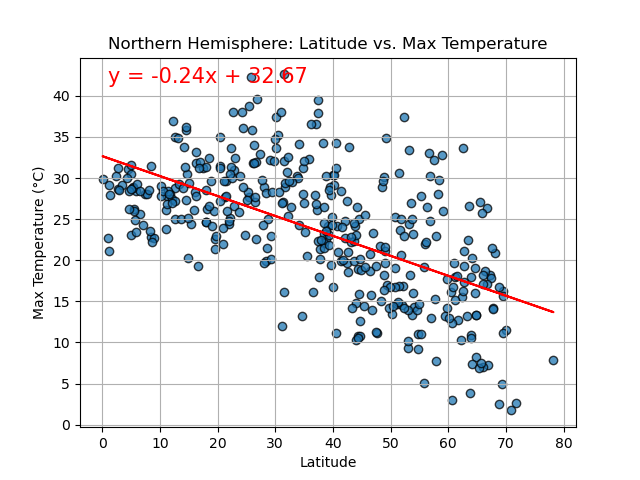 Northern Hemisphere: Latitude vs. Max Temperature
y = -0.24x + 32.67
Max Temperature (°C)
40
35
30
25
20
15
10
5
0
0 10 20 30 40 50 60 70 80
Latitude